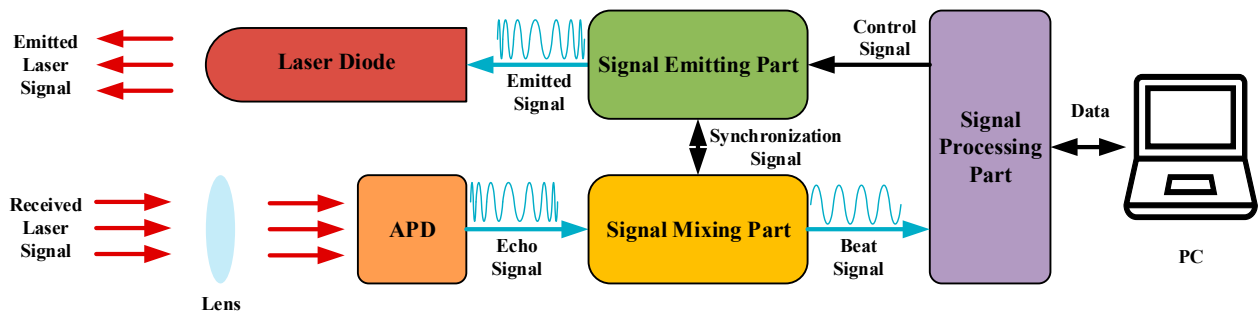 Emitted
Laser
Signal
Laser Diode
Emitted
Signal
Signal Emitting Part
Control
Signal
Synchronization
Signal
Signal
Processing
Part
Data
PC
Received
Laser
Signal
Lens
APD
Echo
Signal
Signal Mixing Part
Beat
Signal